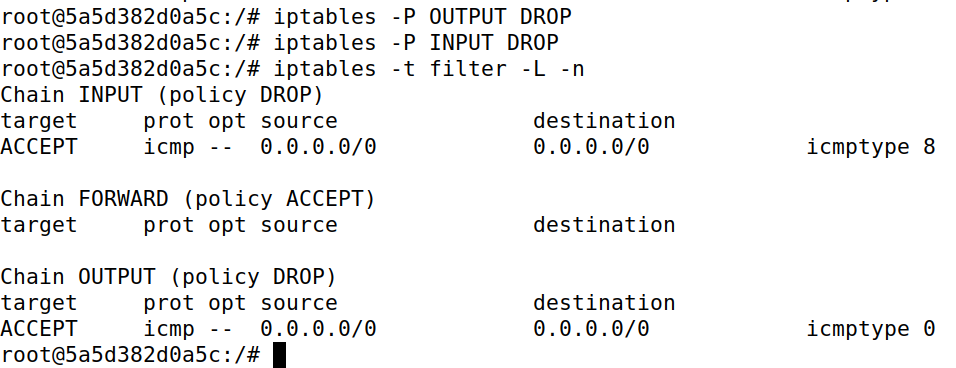 root@5a5d382d0a5c:/# iptables -P OUTPUT DROP
root@5a5d382d0a5c:/# iptables -P INPUT DROP
root@5a5d382d0a5c:/# iptables -t filter -L -n
Chain INPUT (policy DROP)
target     prot opt source               destination
ACCEPT     icmp --  0.0.0.0/0            0.0.0.0/0            icmptype 8
Chain FORWARD (policy ACCEPT)
target     prot opt source               destination
Chain OUTPUT (policy DROP)
target     prot opt source               destination
ACCEPT     icmp --  0.0.0.0/0            0.0.0.0/0            icmptype 0
root@5a5d382d0a5c:/#